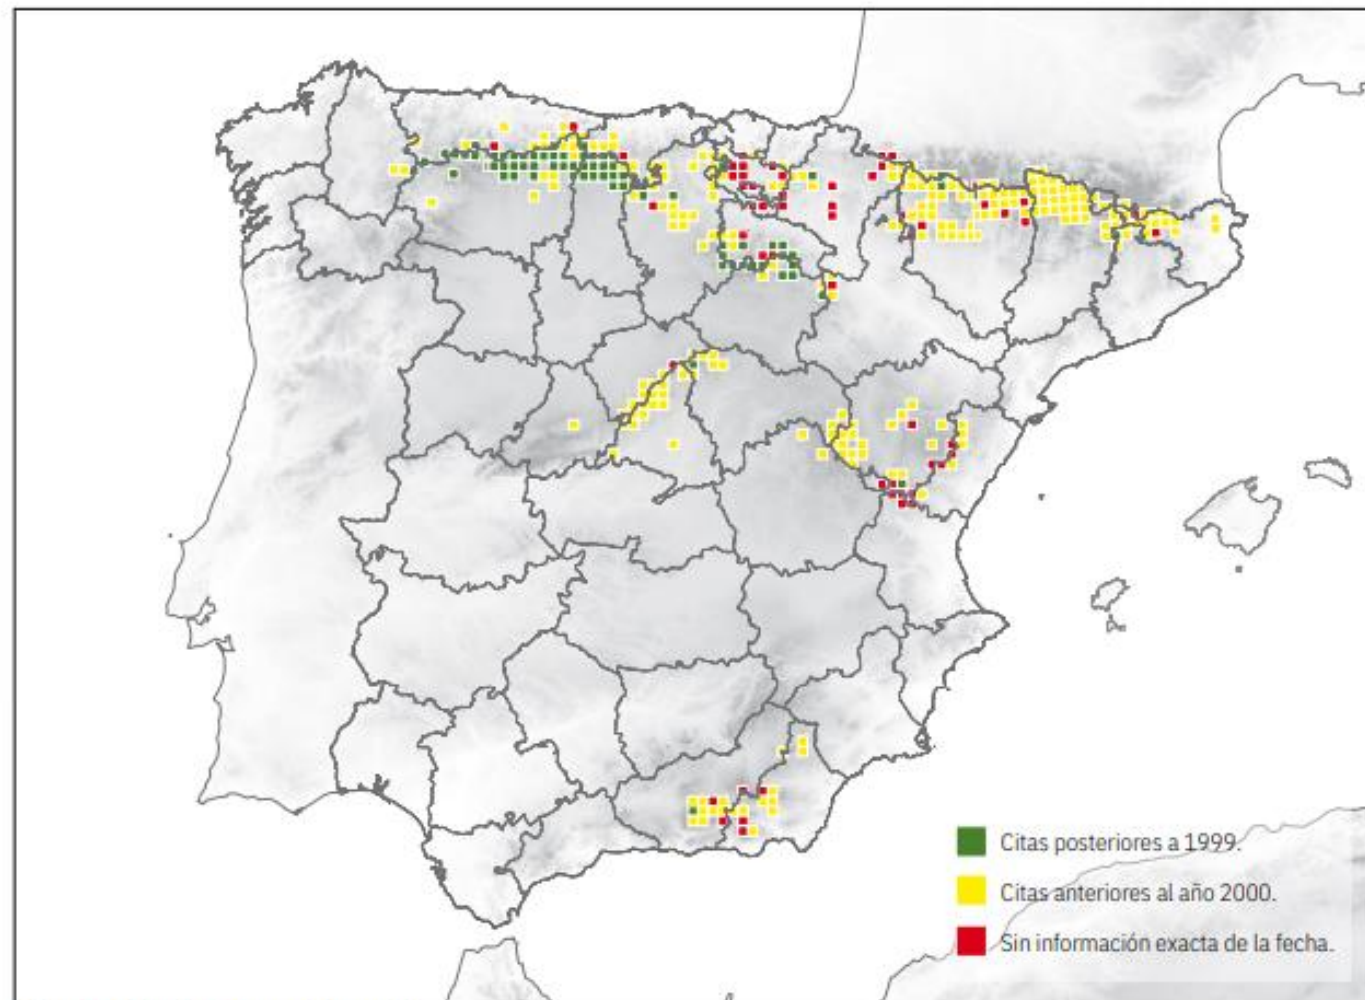 Citas posteriores a 1999.
Citas anteriores al año 2000.
Sin información exacta de la fecha.